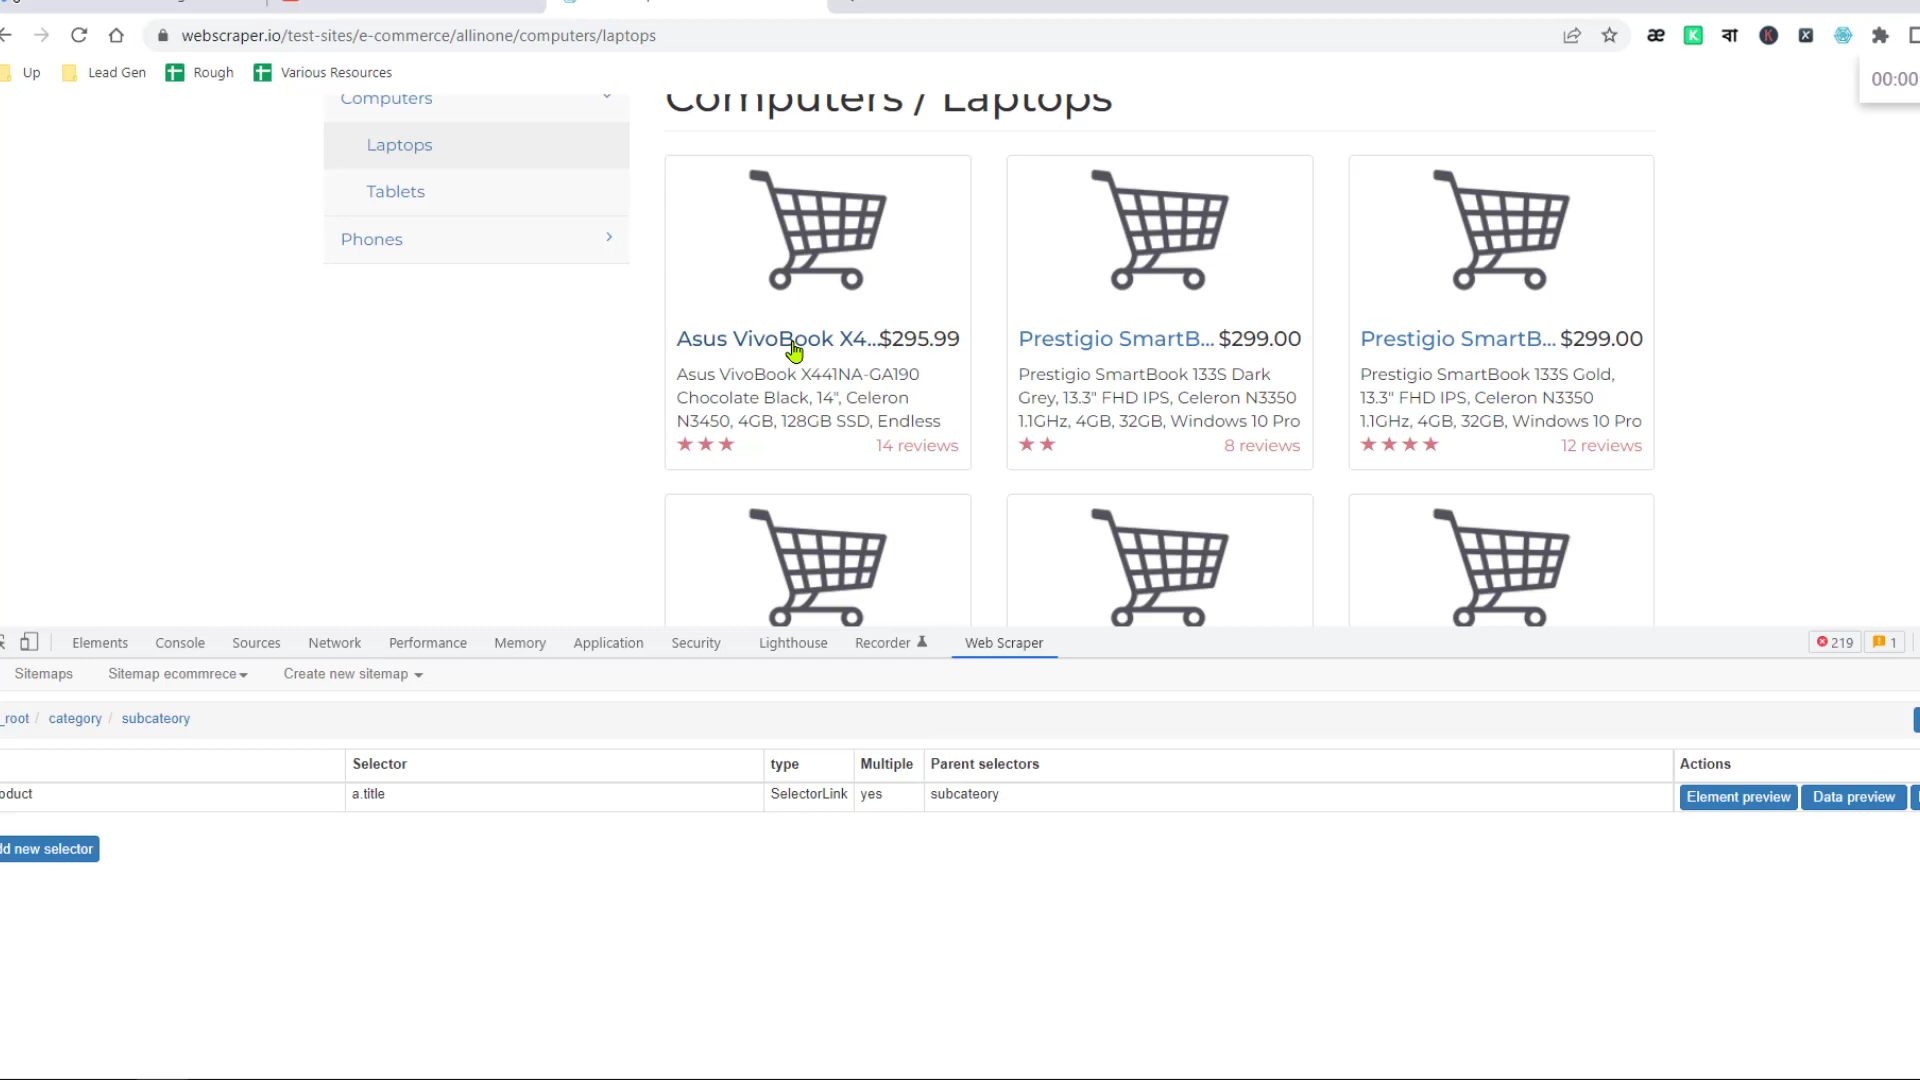 webscraper.io/test-sites/e-commerce/allinone/computers/laptops
Up
Lead Gen
Rough
Various Resources
00:00
Computers
Computers / Laptops
Laptops
Tablets
Phones
Asus VivoBook X4...$295.99
Asus VivoBook X441NA-GA190
Chocolate Black, 14", Celeron
N3450, 4GB, 128GB SSD, Endless
14 reviews
Prestigio SmartB... $299.00
Prestigio SmartBook 133S Dark
Grey, 13.3" FHD IPS, Celeron N3350
1.1GHz, 4GB, 32GB, Windows 10 Pro
8 reviews
Prestigio SmartB... $299.00
Prestigio SmartBook 133S Gold,
13.3" FHD IPS, Celeron N3350
1.1GHz, 4GB, 32GB, Windows 10 Pro
12 reviews
Elements Console Sources Network Performance Memory Application Security Lighthouse Recorder Web Scraper 219 1
Sitemaps Sitemap ecommrece Create new sitemap
_root / category / subcateory
Selector type Multiple Parent selectors Actions
oduct a.title SelectorLink yes subcateory Element preview Data preview
dd new selector